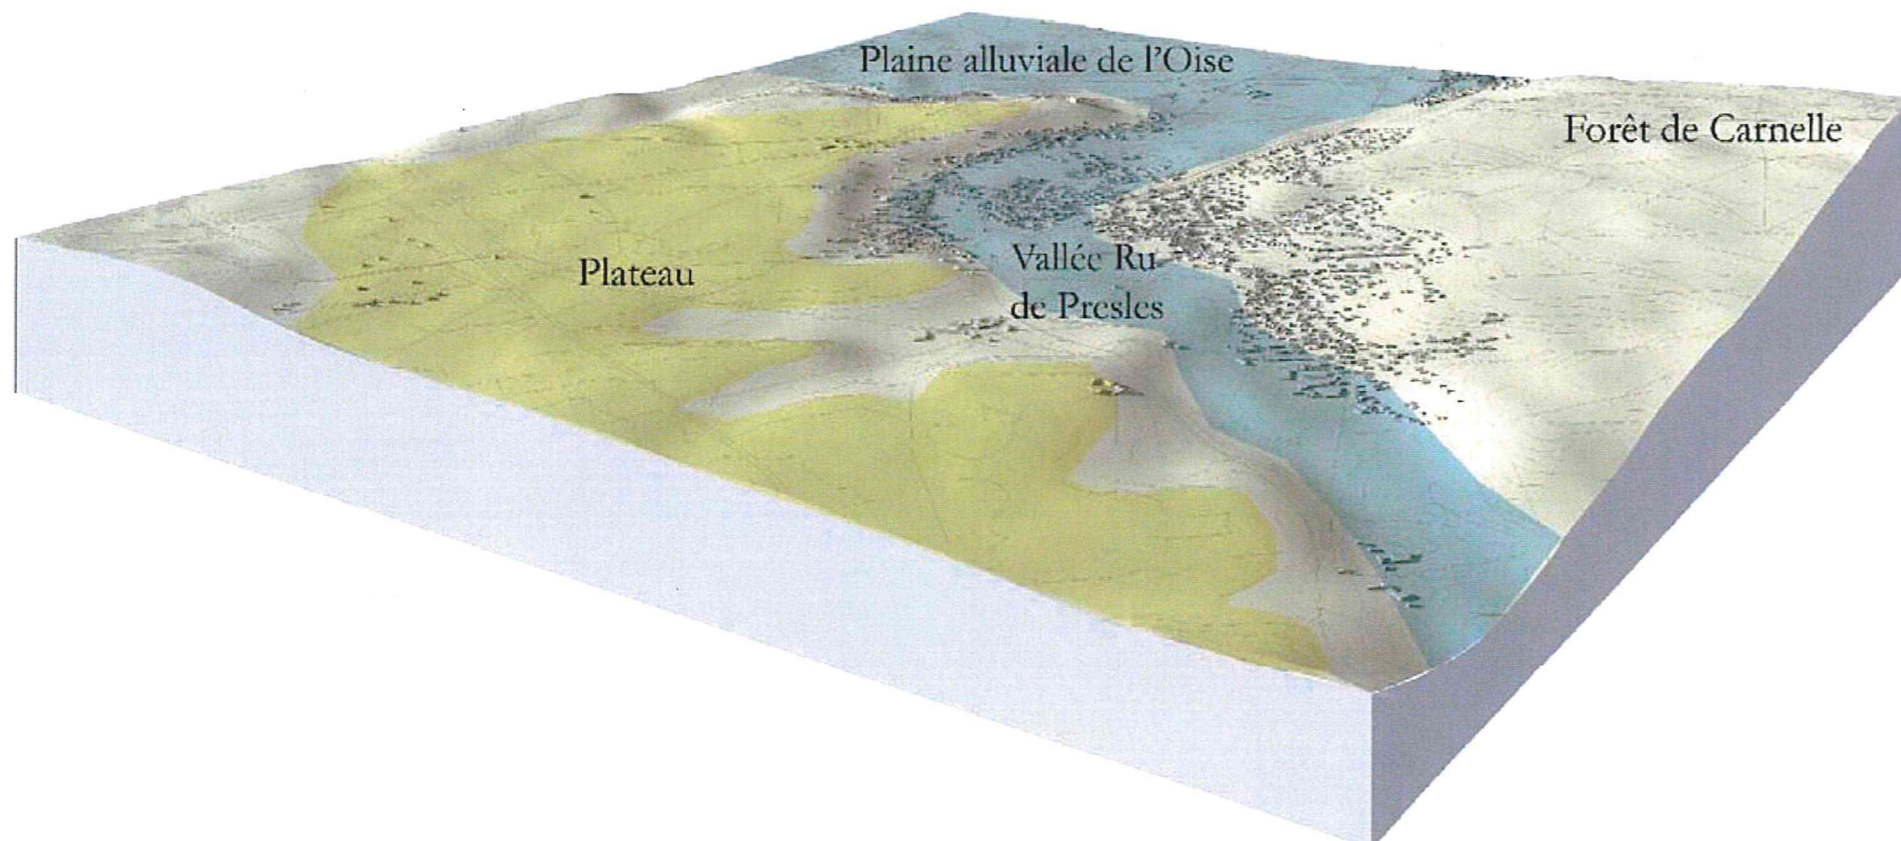 Plaine alluviale de l'Oise
Forêt de Carnelle
Plateau
Vallée Ru
de Presles